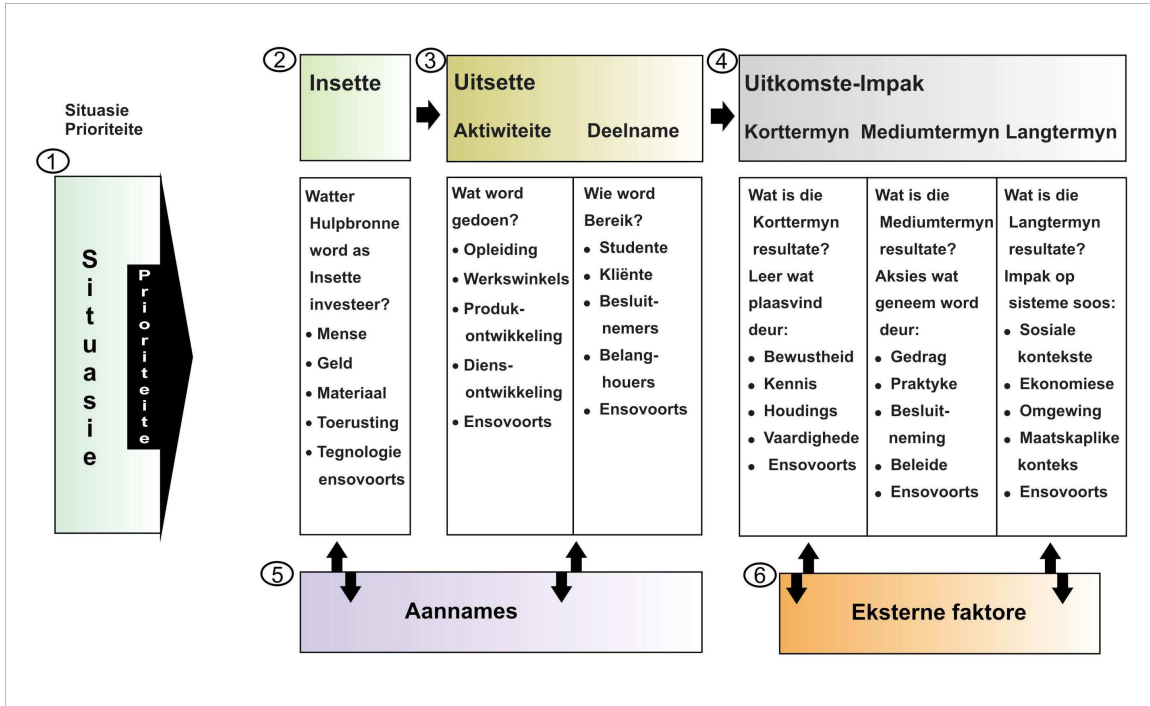 Situasie
Prioriteite
1
Situasie
Prioriteite
2
Insette
3
Uitsette
Aktiwiteite Deelname
4
Uitkomste-Impak
Korttermyn Mediumtermyn Langtermyn
Watter
Hulpbronne
word as
Insette
investeer?
• Mense
• Geld
• Materiaal
• Toerusting
• Tegnologie
ensovoorts
Wat word
gedoen?
• Opleiding
• Werkswinkels
• Produk-
ontwikkeling
• Diens-
ontwikkeling
• Ensovoorts
Wie word
Bereik?
• Studente
• Kliënte
• Besluit-
nemers
• Belang-
houers
• Ensovoorts
Wat is die
Korttermyn
resultate?
Leer wat
plaasvind
deur:
• Bewustheid
• Kennis
• Houdings
• Vaardighede
• Ensovoorts
Wat is die
Mediumtermyn
resultate?
Aksies wat
geneem word
deur:
• Gedrag
• Praktyke
• Besluit-
neming
• Beleide
• Ensovoorts
Wat is die
Langtermyn
resultate?
Impak op
sisteme soos:
• Sosiale
kontekste
• Ekonomiese
• Omgewing
• Maatskaplike
konteks
• Ensovoorts
5
Aannames
6
Eksterne faktore